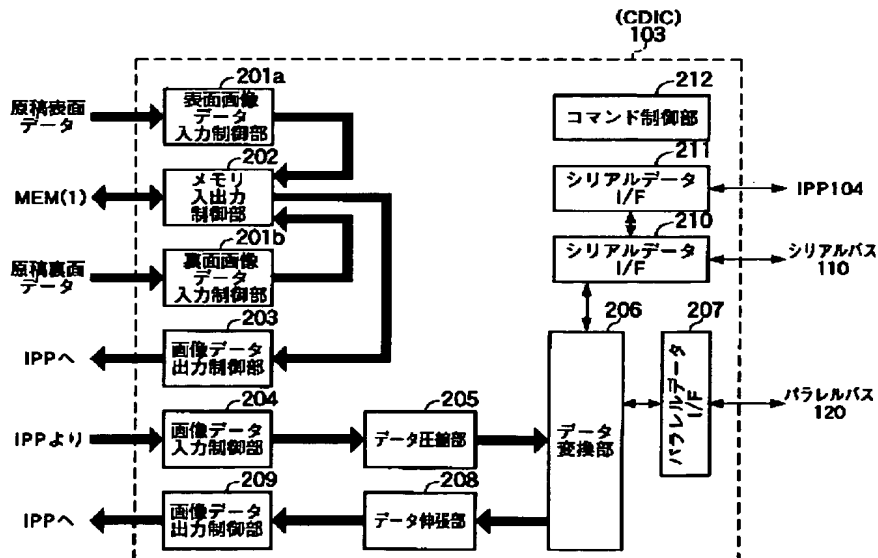 (CDIC)
103
201a
表面画像
データ
入力制御部
原稿表面
データ
212
コマンド制御部
202
メモリ
入出力
制御部
MEM(1)
211
シリアルデータ
I/F
IPP104
201b
裏面画像
データ
入力制御部
原稿裏面
データ
210
シリアルデータ
I/F
シリアルバス
110
203
画像データ
出力制御部
IPPへ
206
データ
変換部
207
パラレルデータ
I/F
パラレルバス
120
204
画像データ
入力制御部
IPPより
205
データ圧縮部
209
画像データ
出力制御部
IPPへ
208
データ伸張部